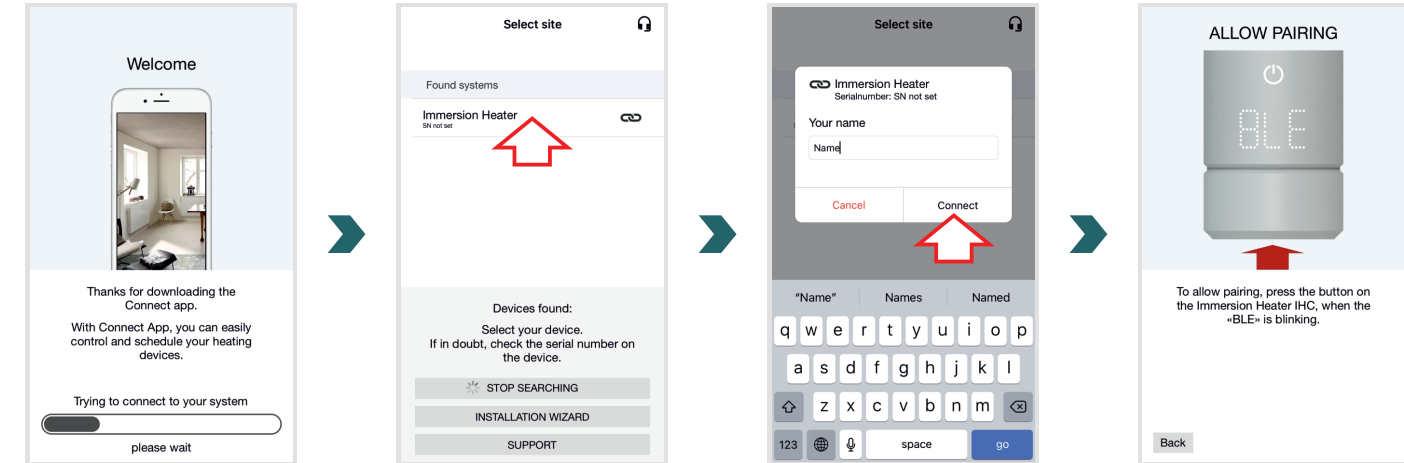 Welcome
Thanks for downloading the
Connect app.
With Connect App, you can easily
control and schedule your heating
devices.
Trying to connect to your system
please wait
Select site
Found systems
Immersion Heater
SN not set
Devices found:
Select your device.
If in doubt, check the serial number on
the device.
STOP SEARCHING
INSTALLATION WIZARD
SUPPORT
Select site
Immersion Heater
Serialnumber: SN not set
Your name
Name
Cancel
Connect
"Name" Names Named
q w e r t y u i o p
a s d f g h j k l
z x c v b n m
123 space go
ALLOW PAIRING
BLE
To allow pairing, press the button on
the Immersion Heater IHC, when the
«BLE» is blinking.
Back